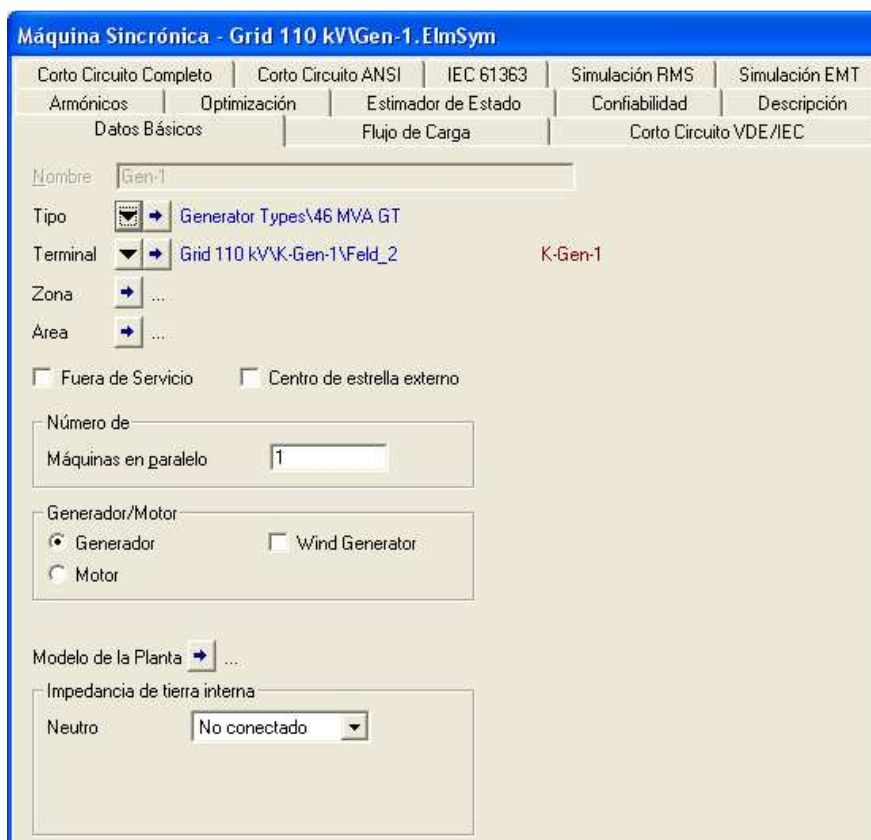 Máquina Sincrónica - Grid 110 kV\Gen-1.ElmSym
Corto Circuito Completo Corto Circuito ANSI IEC 61363 Simulación RMS Simulación EMT
Armónicos Optimización Estimador de Estado Confiabilidad Descripción
Datos Básicos Flujo de Carga Corto Circuito VDE/IEC
Nombre Gen-1
Tipo Generator Types\46 MVA GT
Terminal Grid 110 kV\K-Gen-1\Feld_2 K-Gen-1
Zona ...
Area ...
Fuera de Servicio Centro de estrella externo
Número de
Máquinas en paralelo 1
Generador/Motor
Generador Wind Generator
Motor
Modelo de la Planta ...
Impedancia de tierra interna
Neutro No conectado